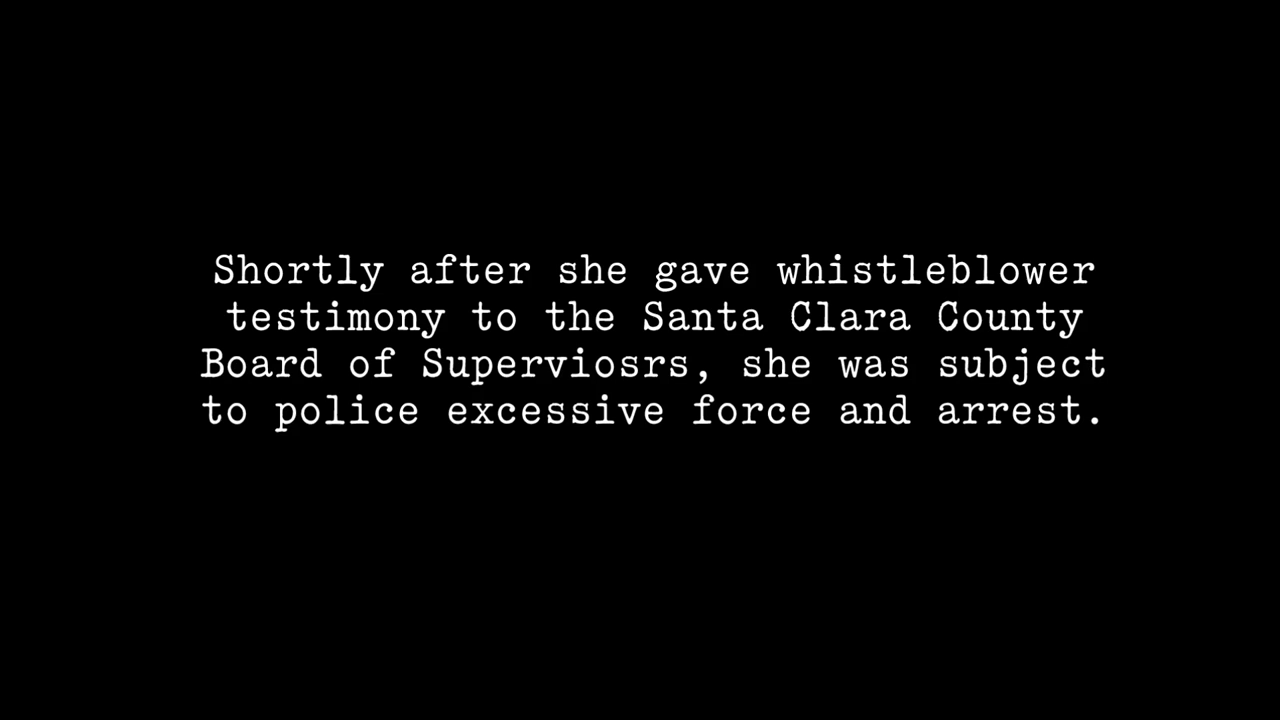 Shortly after she gave whistleblower
testimony to the Santa Clara County
Board of Superviosrs, she was subject
to police excessive force and arrest.